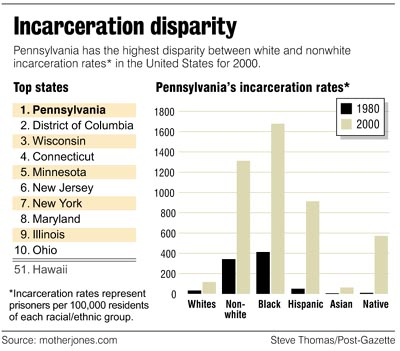 Incarceration disparity
Pennsylvania has the highest disparity between white and nonwhite
incarceration rates* in the United States for 2000.
Top states
1. Pennsylvania
2. District of Columbia
3. Wisconsin
4. Connecticut
5. Minnesota
6. New Jersey
7. New York
8. Maryland
9. Illinois
10. Ohio
51. Hawaii
*Incarceration rates represent
prisoners per 100,000 residents
of each racial/ethnic group.
Pennsylvania's incarceration rates*
1980
2000
1800
1600
1400
1200
1000
800
600
400
200
0
Whites
Non-
white
Black
Hispanic
Asian
Native
Source: motherjones.com
Steve Thomas/Post-Gazette